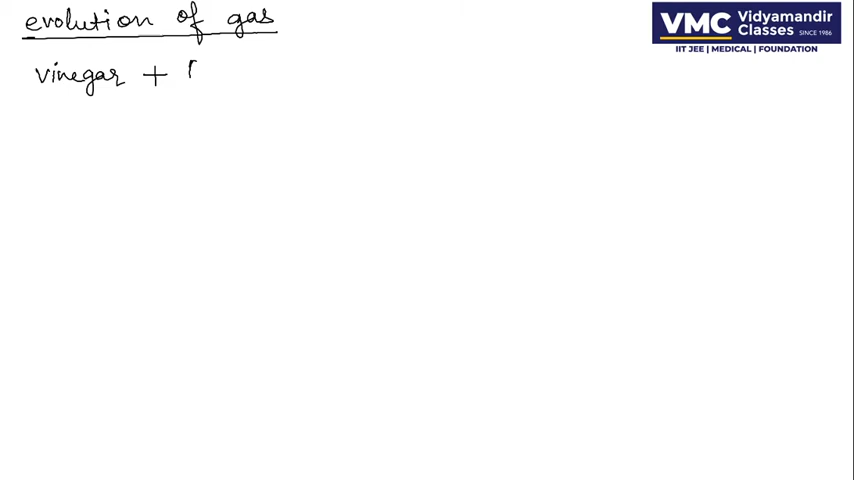 evolution of gas
vinegar +
VMC Vidyamandir Classes SINCE 1986
IIT JEE | MEDICAL | FOUNDATION